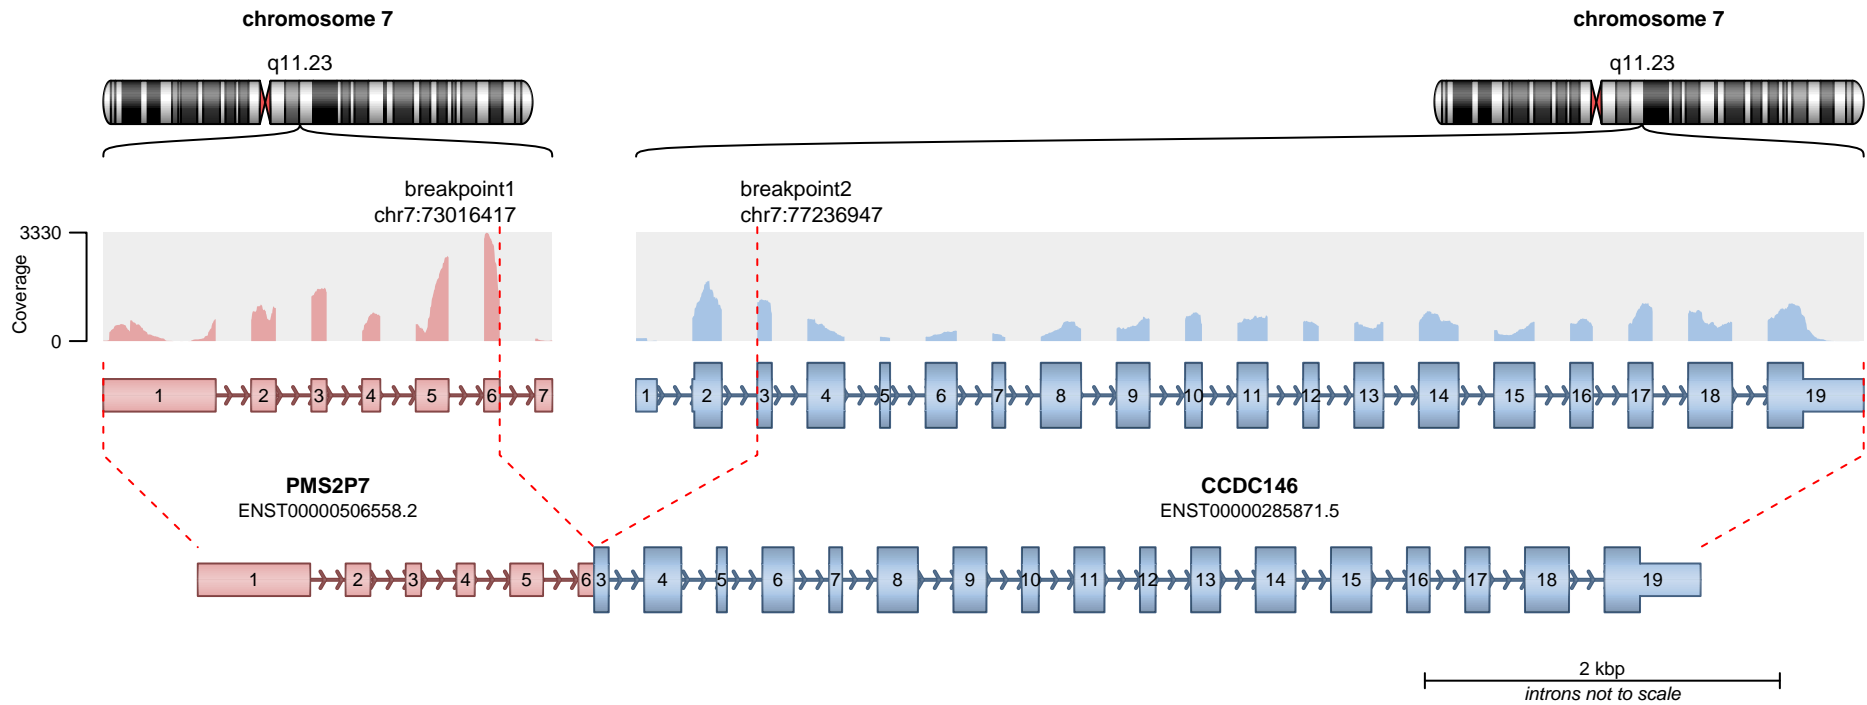 chromosome 7
chromosome 7
q11.23
q11.23
breakpoint1
chr7:73016417
breakpoint2
chr7:77236947
3330
Coverage
0
1 2 3 4 5 6 7
1 2 3 4 5 6 7 8 9 10 11 12 13 14 15 16 17 18 19
PMS2P7
ENST00000506558.2
CCDC146
ENST00000285871.5
1 2 3 4 5 6 3 4 5 6 7 8 9 10 11 12 13 14 15 16 17 18 19
2 kbp
introns not to scale